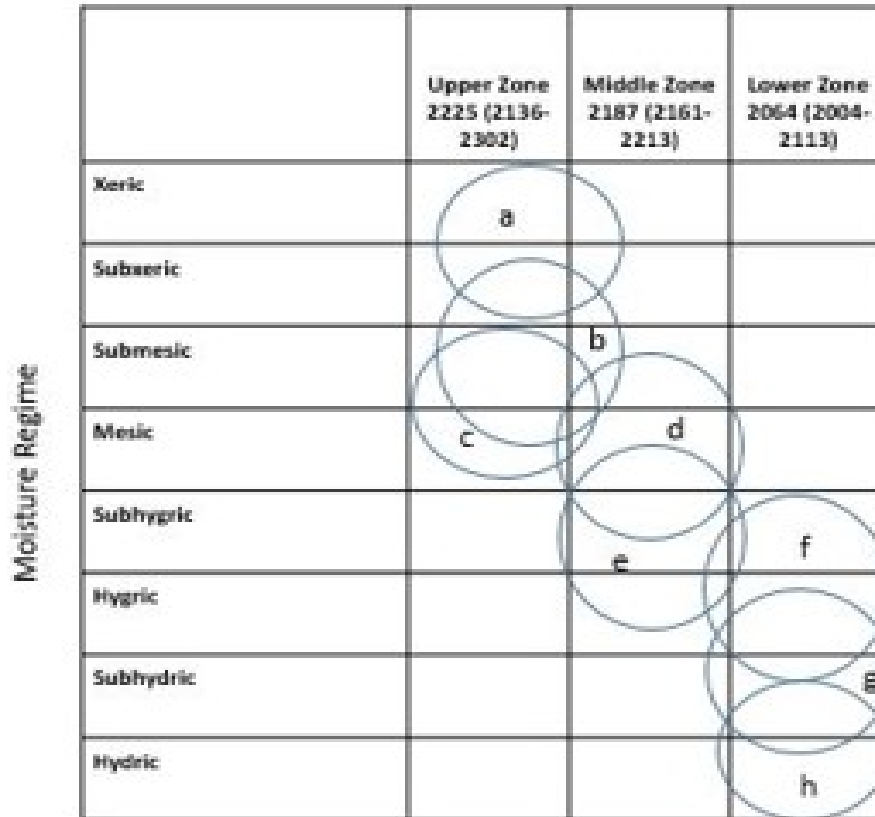 Upper Zone
2225 (2136-
2302)
Middle Zone
2187 (2161-
2213)
Lower Zone
2064 (2004-
2113)
Moisture Regime
Xeric
a
Subxeric
Submesic
b
Mesic
c
d
Subhygric
e
f
Hygric
Subhydric
g
Hydric
h